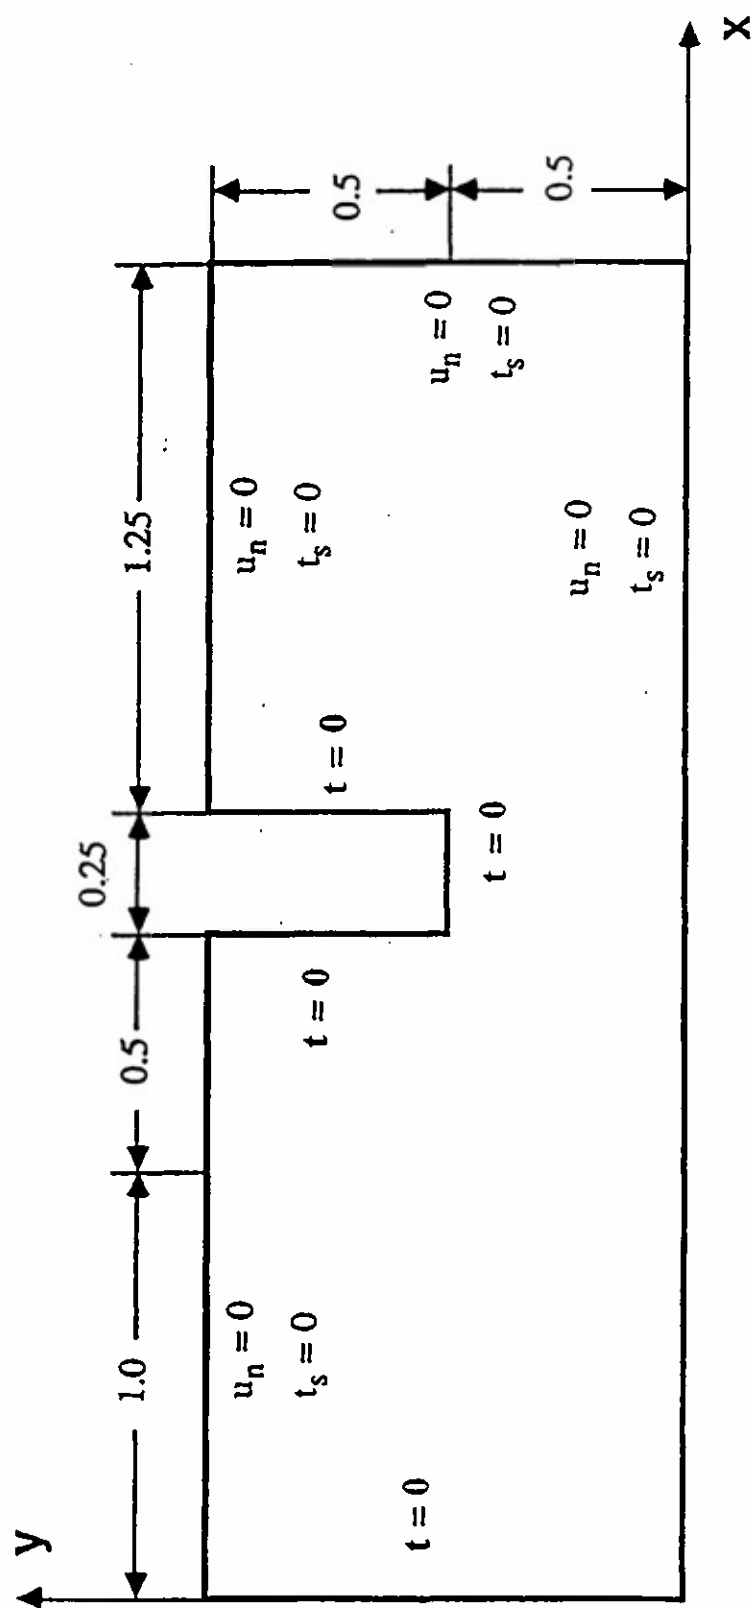 y
1.0
0.5
0.25
1.25
0.5
0.5
u_n = 0
t_s = 0
t = 0
t = 0
t = 0
t = 0
u_n = 0
t_s = 0
u_n = 0
t_s = 0
u_n = 0
t_s = 0
x